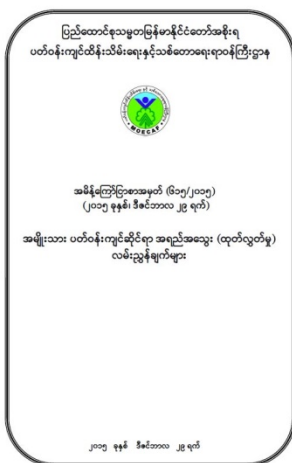 ပြည်ထောင်စုသမ္မတမြန်မာနိုင်ငံတော်အစိုးရ
ပတ်ဝန်းကျင်ထိန်းသိမ်းရေးနှင့်သစ်တောရေးရာဝန်ကြီးဌာန
MOECAF
အမိန့်ကြော်ငြာစာအမှတ် (၆၁၅/၂၀၁၅)
(၂၀၁၅ ခုနှစ်၊ ဒီဇင်ဘာလ ၂၉ ရက်)
အမျိုးသား ပတ်ဝန်းကျင်ဆိုင်ရာ အရည်အသွေး (ထုတ်လွှတ်မှု)
လမ်းညွှန်ချက်များ
၂၀၁၅ ခုနှစ် ဒီဇင်ဘာလ ၂၉ ရက်